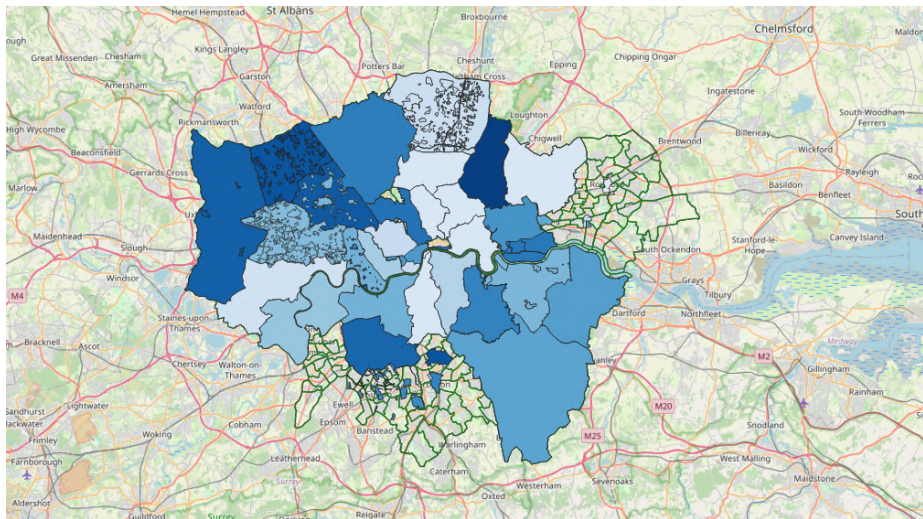 Hemel Hempstead
St Albans
Broxbourne
Chelmsford
Great Missenden
Chesham
Kings Langley
Potters Bar
Cheshunt
Epping
Chipping Ongar
Amersham
Garston
Waltham Cross
Watford
Loughton
Ingatestone
High Wycombe
Rickmansworth
Chigwell
South Woodham
Ferrers
Beaconsfield
Brentwood
Billericay
Wickford
Gerrards Cross
Rayleigh
Marlow
Basildon
Benfleet
Maidenhead
Slough
South Ockendon
Stanford-le-
Hope
Canvey Island
M4
Windsor
Grays
Tilbury
Staines-upon-
Thames
Dartford
Northfleet
Bracknell
Ascot
Chertsey
Walton-on-
Thames
M2
Medway
Gillingham
Rainham
Lightwater
Cobham
Ewell
Epsom
Banstead
M20
Sandhurst
Warlingham
M25
Snodland
Frimley
Woking
Leatherhead
Caterham
West Malling
Farnborough
Surrey
Westerham
Sevenoaks
Maidstone
Oxted
Aldershot
Guildford
Surrey
Reigate